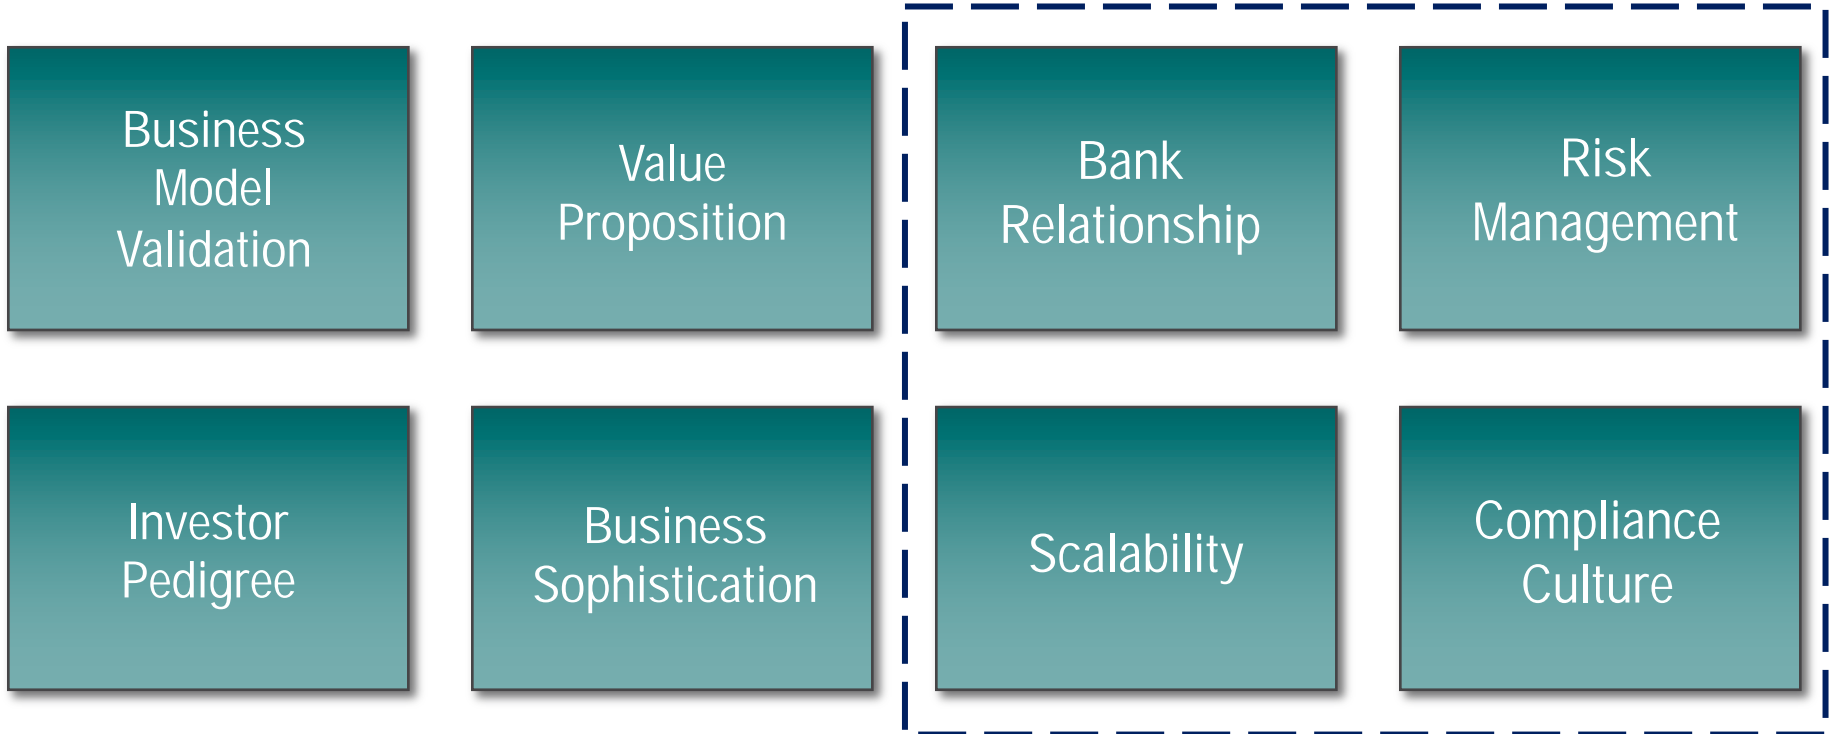 Business
Model
Validation
Value
Proposition
Bank
Relationship
Risk
Management
Investor
Pedigree
Business
Sophistication
Scalability
Compliance
Culture